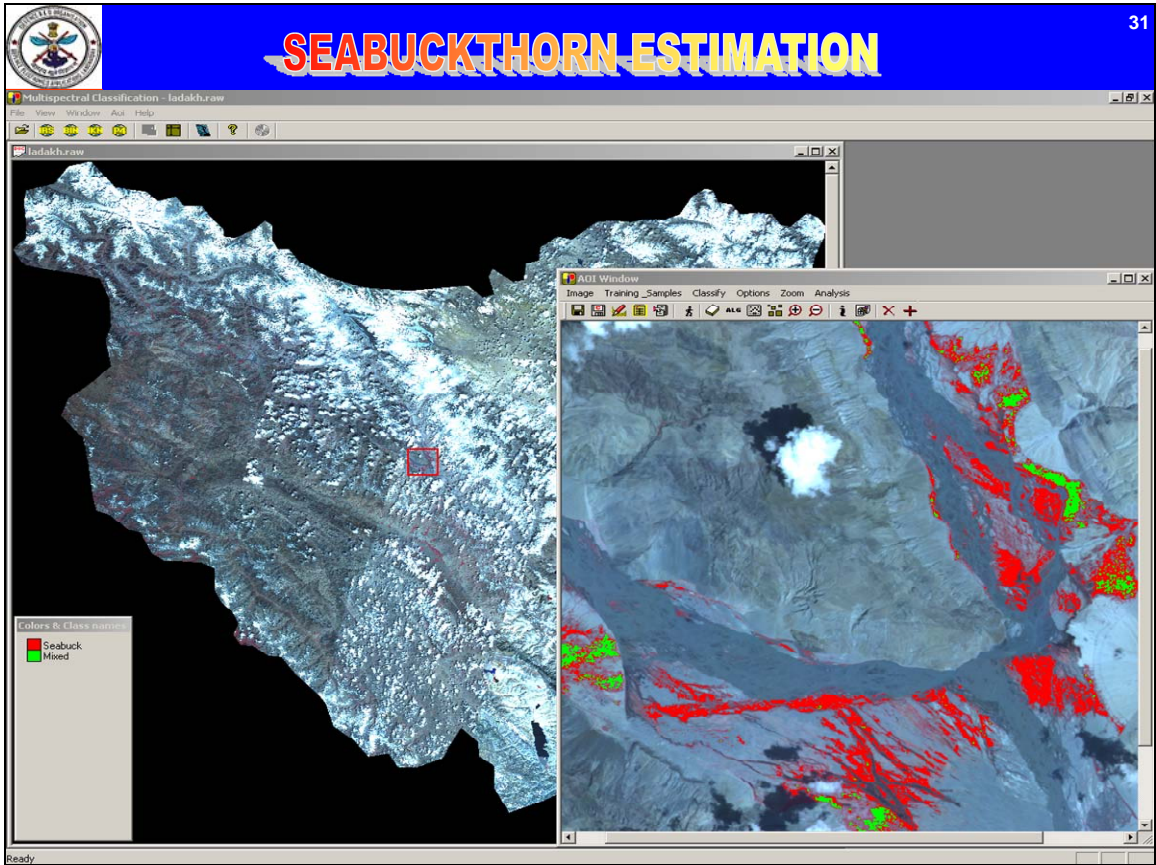 31
SEABUCKTHORN ESTIMATION
Multispectral Classification - ladakh.raw
File View Window Aoi Help
ladakh.raw
AOI Window
Image Training _Samples Classify Options Zoom Analysis
ALG
Colors & Class names
Seabuck
Mixed
Ready